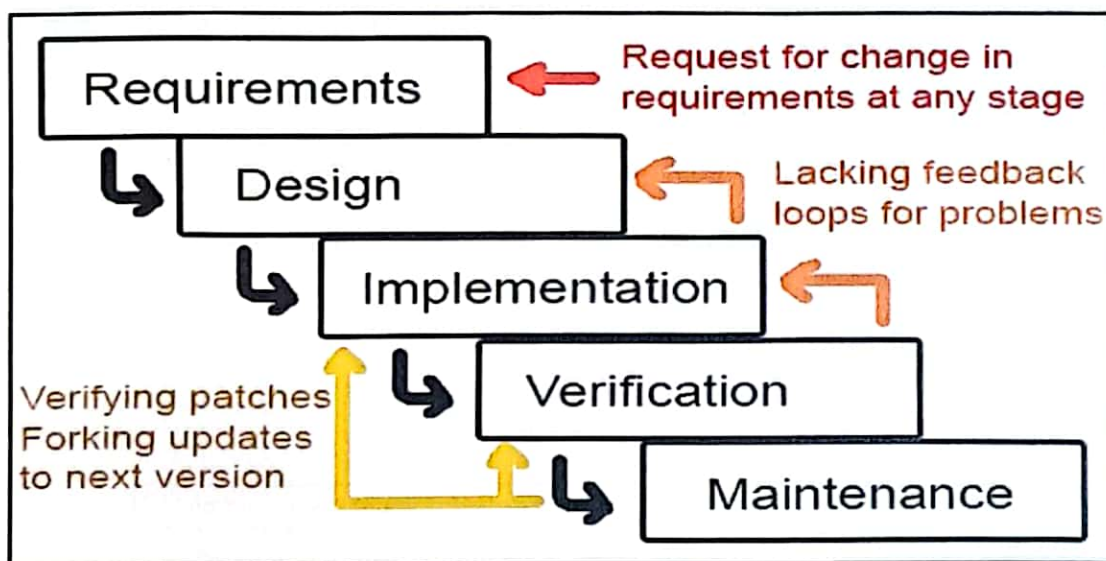 Requirements
Request for change in
requirements at any stage
Design
Lacking feedback
loops for problems
Implementation
Verifying patches
Forking updates
to next version
Verification
Maintenance